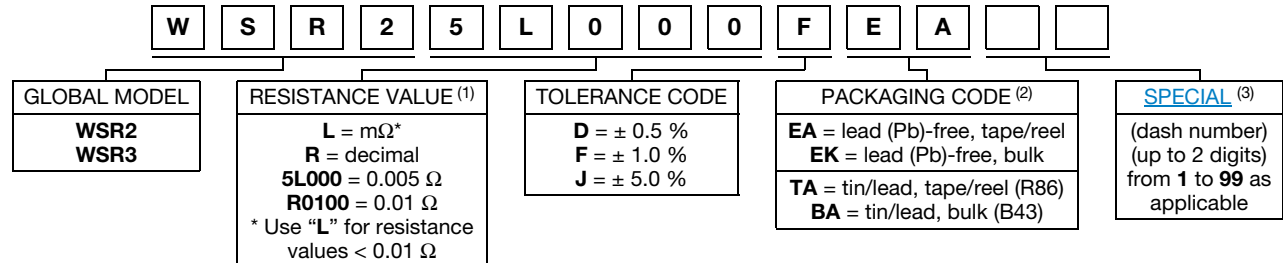 W S R 2 5 L 0 0 0 F E A
GLOBAL MODEL
WSR2
WSR3
RESISTANCE VALUE (1)
L = mΩ*
R = decimal
5L000 = 0.005 Ω
R0100 = 0.01 Ω
* Use “L” for resistance
values < 0.01 Ω
TOLERANCE CODE
D = ± 0.5 %
F = ± 1.0 %
J = ± 5.0 %
PACKAGING CODE (2)
EA = lead (Pb)-free, tape/reel
EK = lead (Pb)-free, bulk
TA = tin/lead, tape/reel (R86)
BA = tin/lead, bulk (B43)
SPECIAL (3)
(dash number)
(up to 2 digits)
from 1 to 99 as
applicable